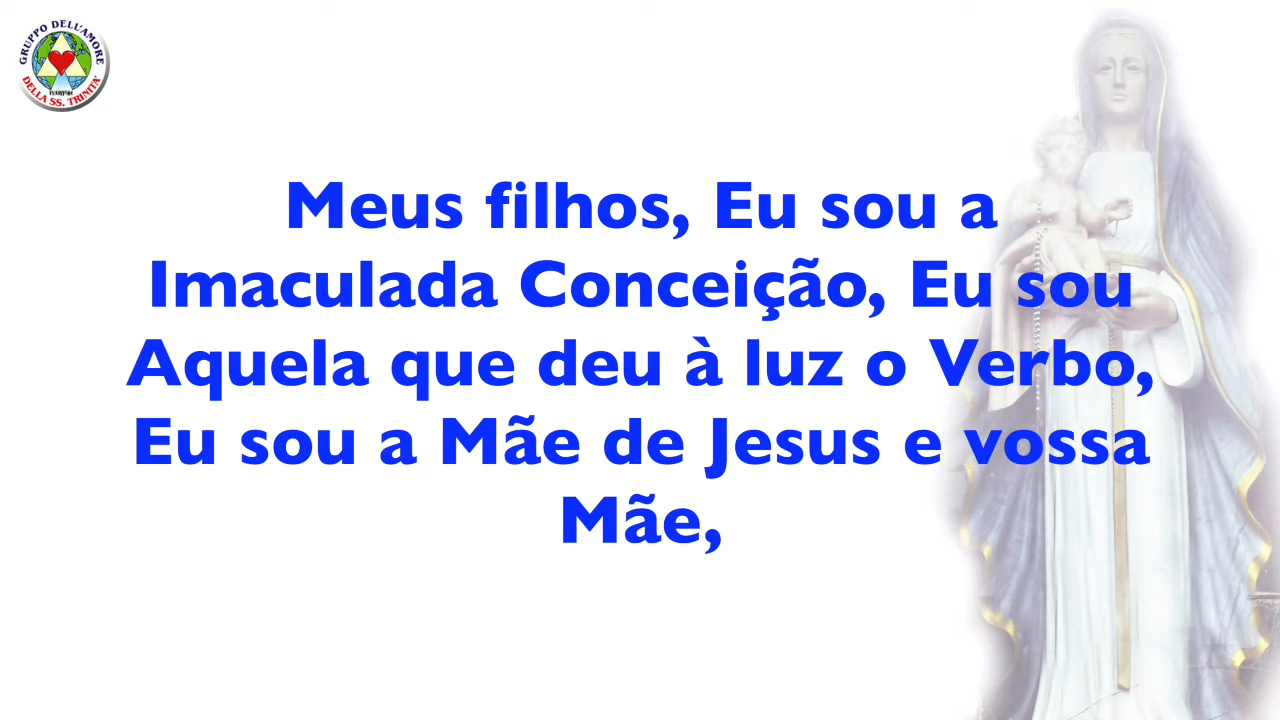 GRUPPO DELL'AMORE
DELLA SS. TRINITA'
Meus filhos, Eu sou a
Imaculada Conceição, Eu sou
Aquela que deu à luz o Verbo,
Eu sou a Mãe de Jesus e vossa
Mãe,